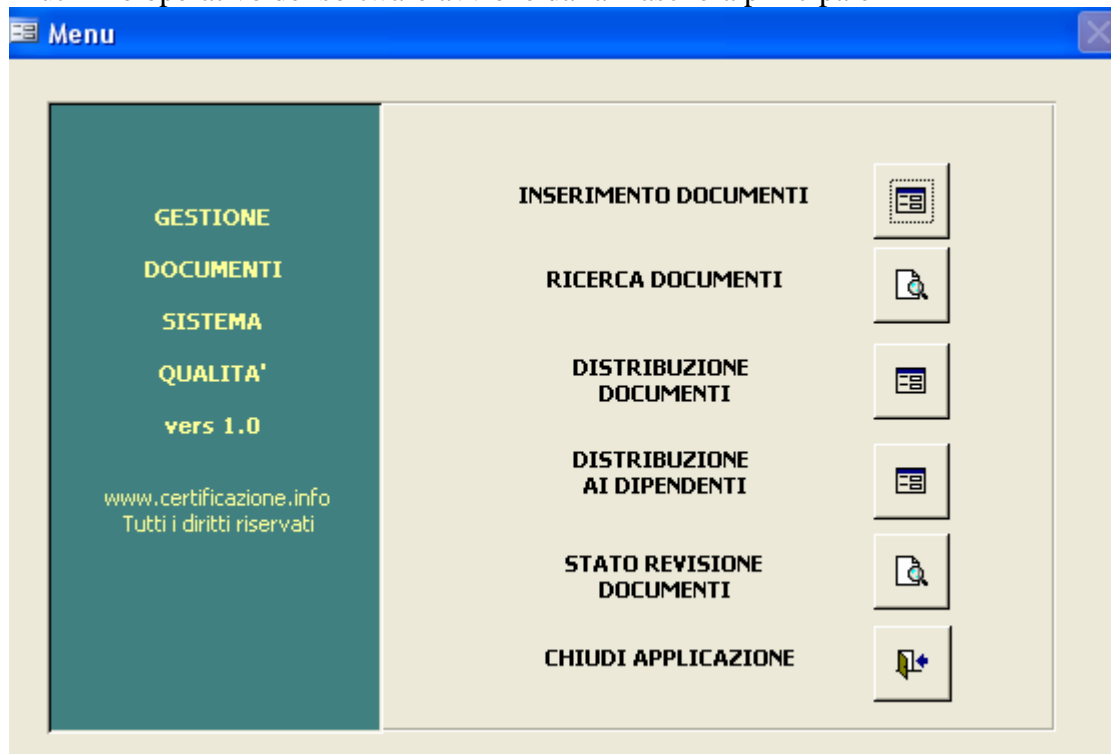 Menu
GESTIONE
DOCUMENTI
SISTEMA
QUALITA'
vers 1.0
www.certificazione.info
Tutti i diritti riservati
INSERIMENTO DOCUMENTI
RICERCA DOCUMENTI
DISTRIBUZIONE
DOCUMENTI
DISTRIBUZIONE
AI DIPENDENTI
STATO REVISIONE
DOCUMENTI
CHIUDI APPLICAZIONE